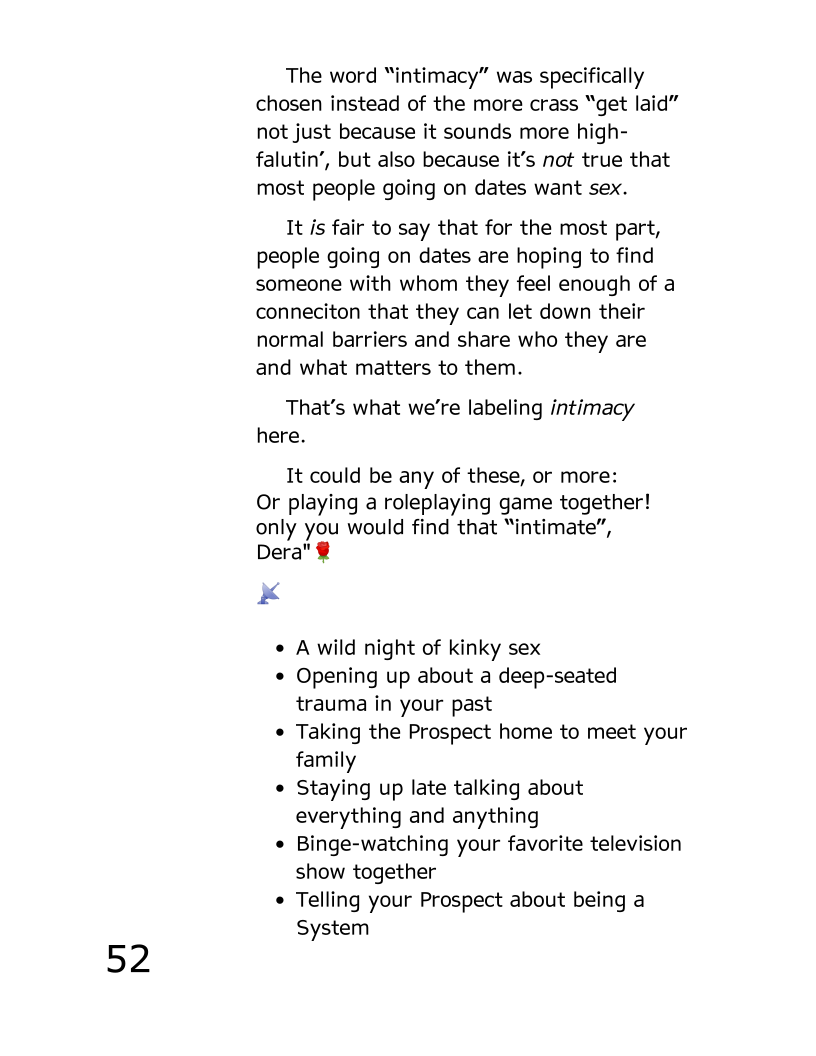 The word “intimacy” was specifically
chosen instead of the more crass “get laid”
not just because it sounds more high-
falutin’, but also because it’s not true that
most people going on dates want sex.
It is fair to say that for the most part,
people going on dates are hoping to find
someone with whom they feel enough of a
conneciton that they can let down their
normal barriers and share who they are
and what matters to them.
That’s what we’re labeling intimacy
here.
It could be any of these, or more:
Or playing a roleplaying game together!
only you would find that “intimate”,
Dera"
• A wild night of kinky sex
• Opening up about a deep-seated
trauma in your past
• Taking the Prospect home to meet your
family
• Staying up late talking about
everything and anything
• Binge-watching your favorite television
show together
• Telling your Prospect about being a
System
52